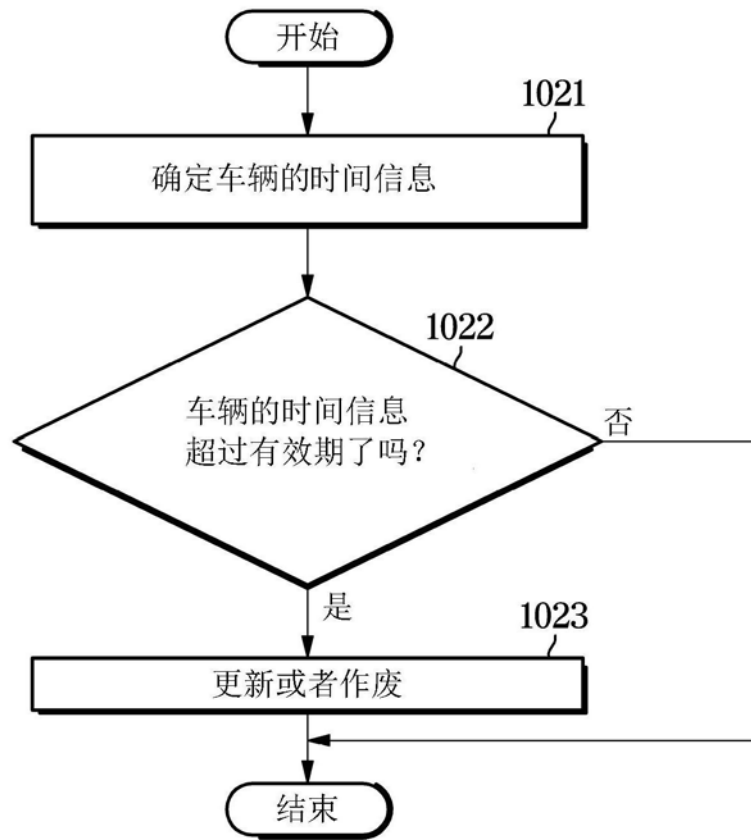 开始
1021
确定车辆的时间信息
1022
车辆的时间信息
超过有效期了吗？
否
是
1023
更新或者作废
结束